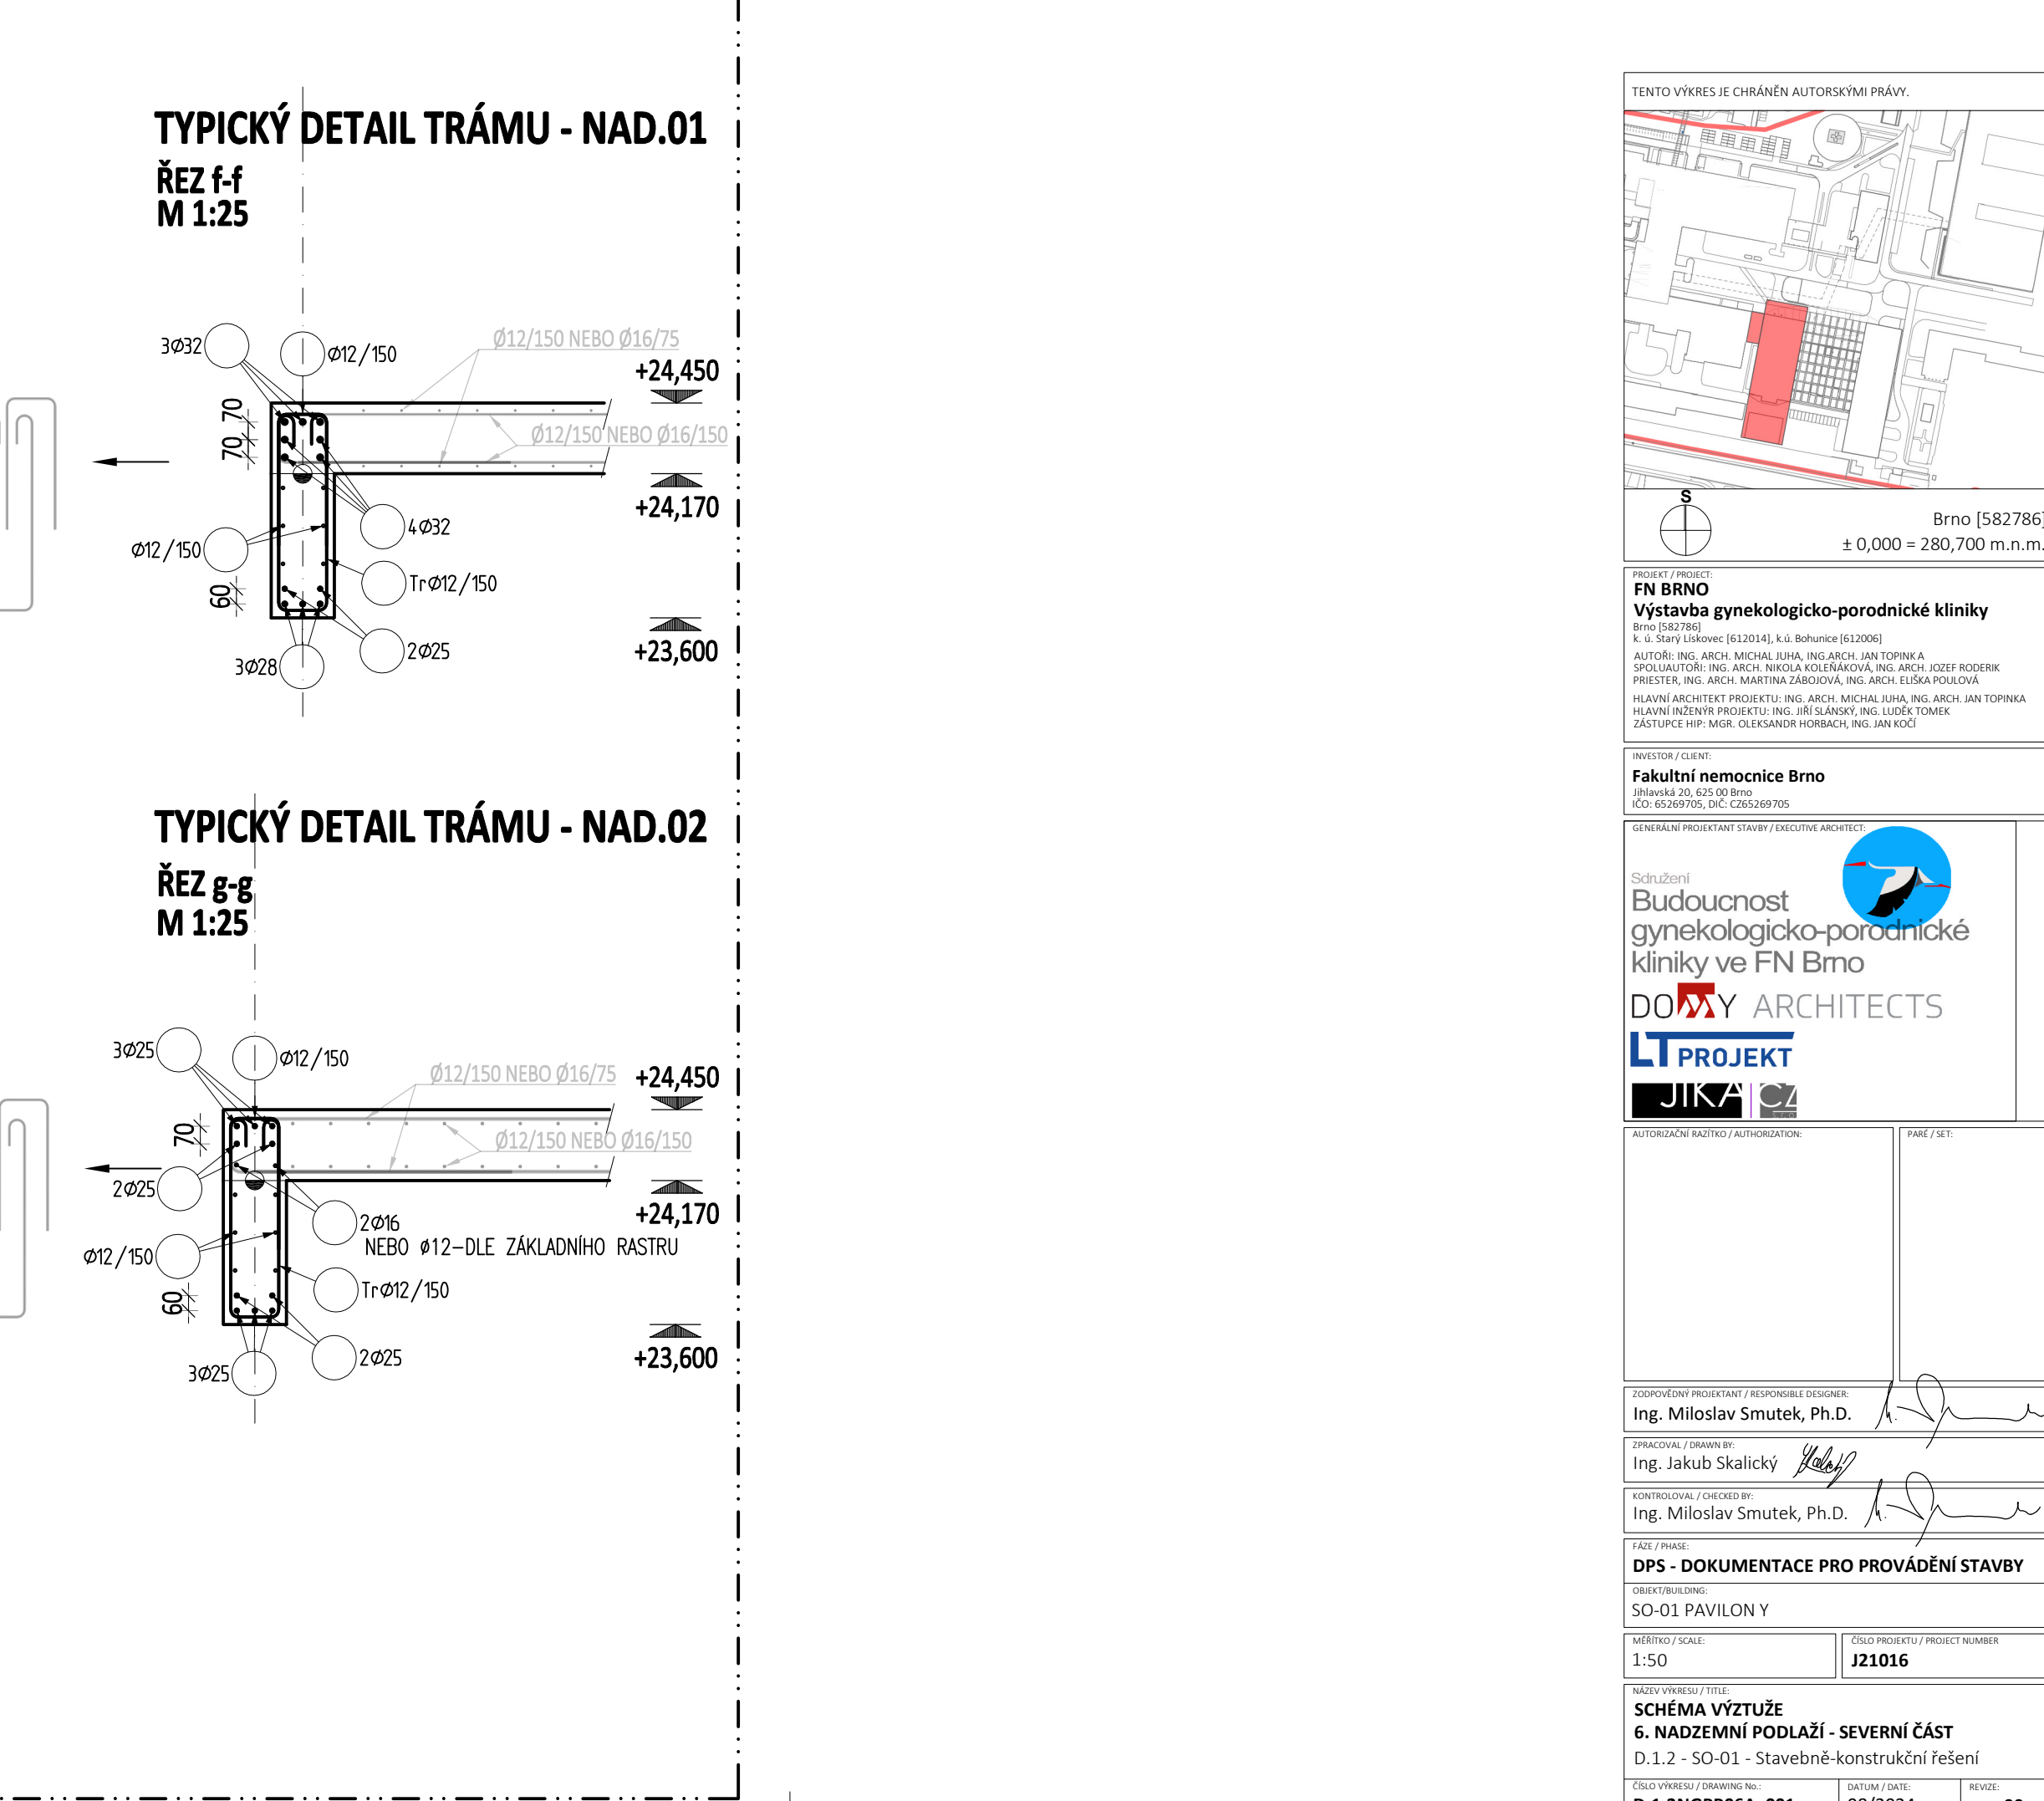 TYPICKÝ DETAIL TRÁMU - NAD.01
ŘEZ f-f
M 1:25
3Ø32
Ø12/150
Ø12/150 NEBO Ø16/75
+24,450
70
70
Ø12/150 NEBO Ø16/150
+24,170
4Ø32
Ø12/150
TrØ12/150
60
+23,600
2Ø25
3Ø28
TYPICKÝ DETAIL TRÁMU - NAD.02
ŘEZ g-g
M 1:25
3Ø25
Ø12/150
Ø12/150 NEBO Ø16/75
+24,450
70
Ø12/150 NEBO Ø16/150
2Ø25
+24,170
2Ø16
NEBO Ø12-DLE ZÁKLADNÍHO RASTRU
Ø12/150
TrØ12/150
60
+23,600
2Ø25
3Ø25
TENTO VÝKRES JE CHRÁNĚN AUTORSKÝMI PRÁVY.
S
Brno [582786]
± 0,000 = 280,700 m.n.m.
PROJEKT / PROJECT:
FN BRNO
Výstavba gynekologicko-porodnické kliniky
Brno [582786]
k. ú. Starý Lískovec [612014], k.ú. Bohunice [612006]
AUTOŘI: ING. ARCH. MICHAL JUHA, ING.ARCH. JAN TOPINKA
SPOLUAUTOŘI: ING. ARCH. NIKOLA KOLEŇÁKOVÁ, ING. ARCH. JOZEF RODERIK
PRIESTER, ING. ARCH. MARTINA ZÁBOJOVÁ, ING. ARCH. ELIŠKA POULOVÁ
HLAVNÍ ARCHITEKT PROJEKTU: ING. ARCH. MICHAL JUHA, ING. ARCH. JAN TOPINKA
HLAVNÍ INŽENÝR PROJEKTU: ING. JIŘÍ SLÁNSKÝ, ING. LUDĚK TOMEK
ZÁSTUPCE HIP: MGR. OLEKSANDR HORBACH, ING. JAN KOČÍ
INVESTOR / CLIENT:
Fakultní nemocnice Brno
Jihlavská 20, 625 00 Brno
IČO: 65269705, DIČ: CZ65269705
GENERÁLNÍ PROJEKTANT STAVBY / EXECUTIVE ARCHITECT:
Sdružení
Budoucnost
gynekologicko-porodnické
kliniky ve FN Brno
DOMY ARCHITECTS
LT PROJEKT
JIKA CZ
AUTORIZAČNÍ RAZÍTKO / AUTHORIZATION:
PARÉ / SET:
ZODPOVĚDNÝ PROJEKTANT / RESPONSIBLE DESIGNER:
Ing. Miloslav Smutek, Ph.D.
ZPRACOVAL / DRAWN BY:
Ing. Jakub Skalický
KONTROLOVAL / CHECKED BY:
Ing. Miloslav Smutek, Ph.D.
FÁZE / PHASE:
DPS - DOKUMENTACE PRO PROVÁDĚNÍ STAVBY
OBJEKT/BUILDING:
SO-01 PAVILON Y
MĚŘÍTKO / SCALE:
1:50
ČÍSLO PROJEKTU / PROJECT NUMBER
J21016
NÁZEV VÝKRESU / TITLE:
SCHÉMA VÝZTUŽE
6. NADZEMNÍ PODLAŽÍ - SEVERNÍ ČÁST
D.1.2 - SO-01 - Stavebně-konstrukční řešení
ČÍSLO VÝKRESU / DRAWING No.:
DATUM / DATE:
REVIZE: